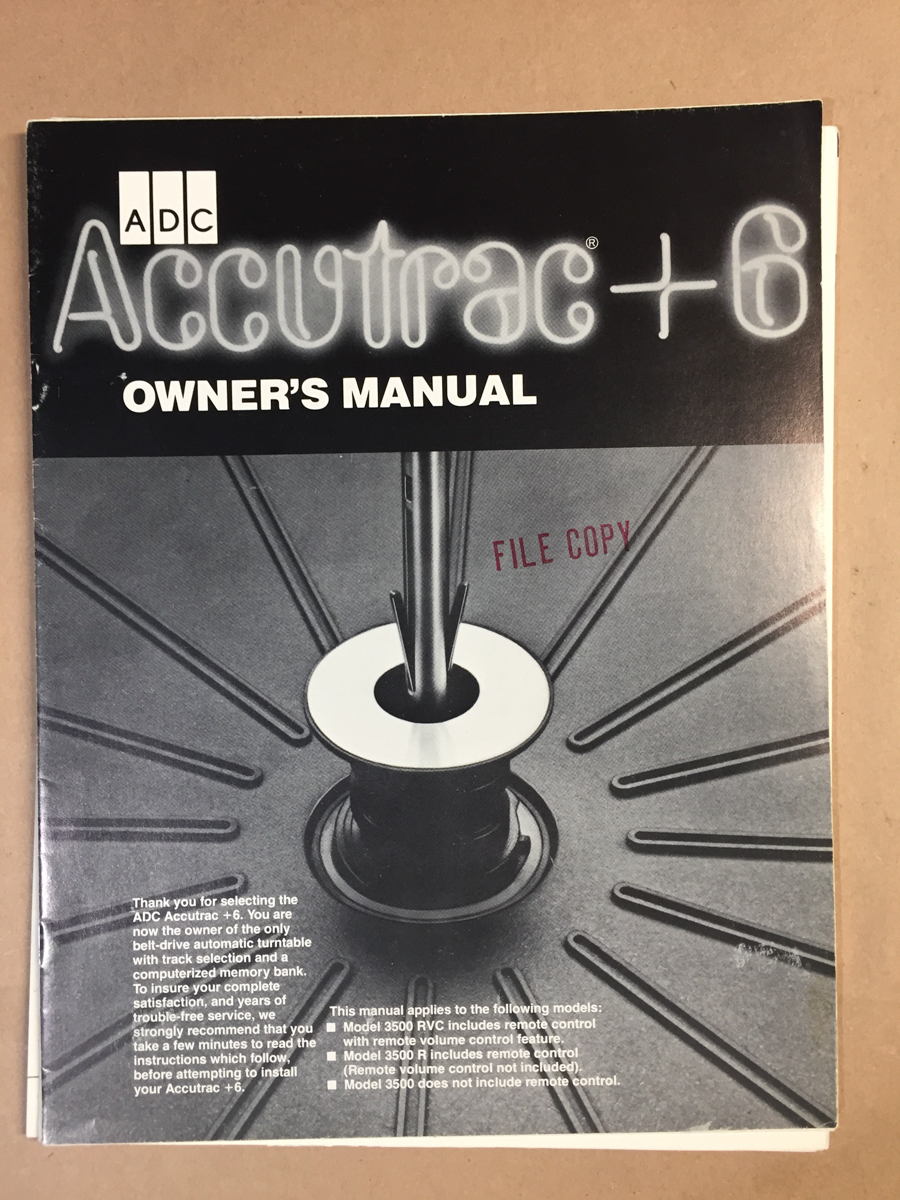 ADC
Accutrac®+6
OWNER'S MANUAL
FILE COPY
Thank you for selecting the
ADC Accutrac +6. You are
now the owner of the only
belt-drive automatic turntable
with track selection and a
computerized memory bank.
To insure your complete
satisfaction, and years of
trouble-free service, we
strongly recommend that you
take a few minutes to read the
instructions which follow,
before attempting to install
your Accutrac +6.
This manual applies to the following models:
■ Model 3500 RVC includes remote control
with remote volume control feature.
■ Model 3500 R includes remote control
(Remote volume control not included).
■ Model 3500 does not include remote control.